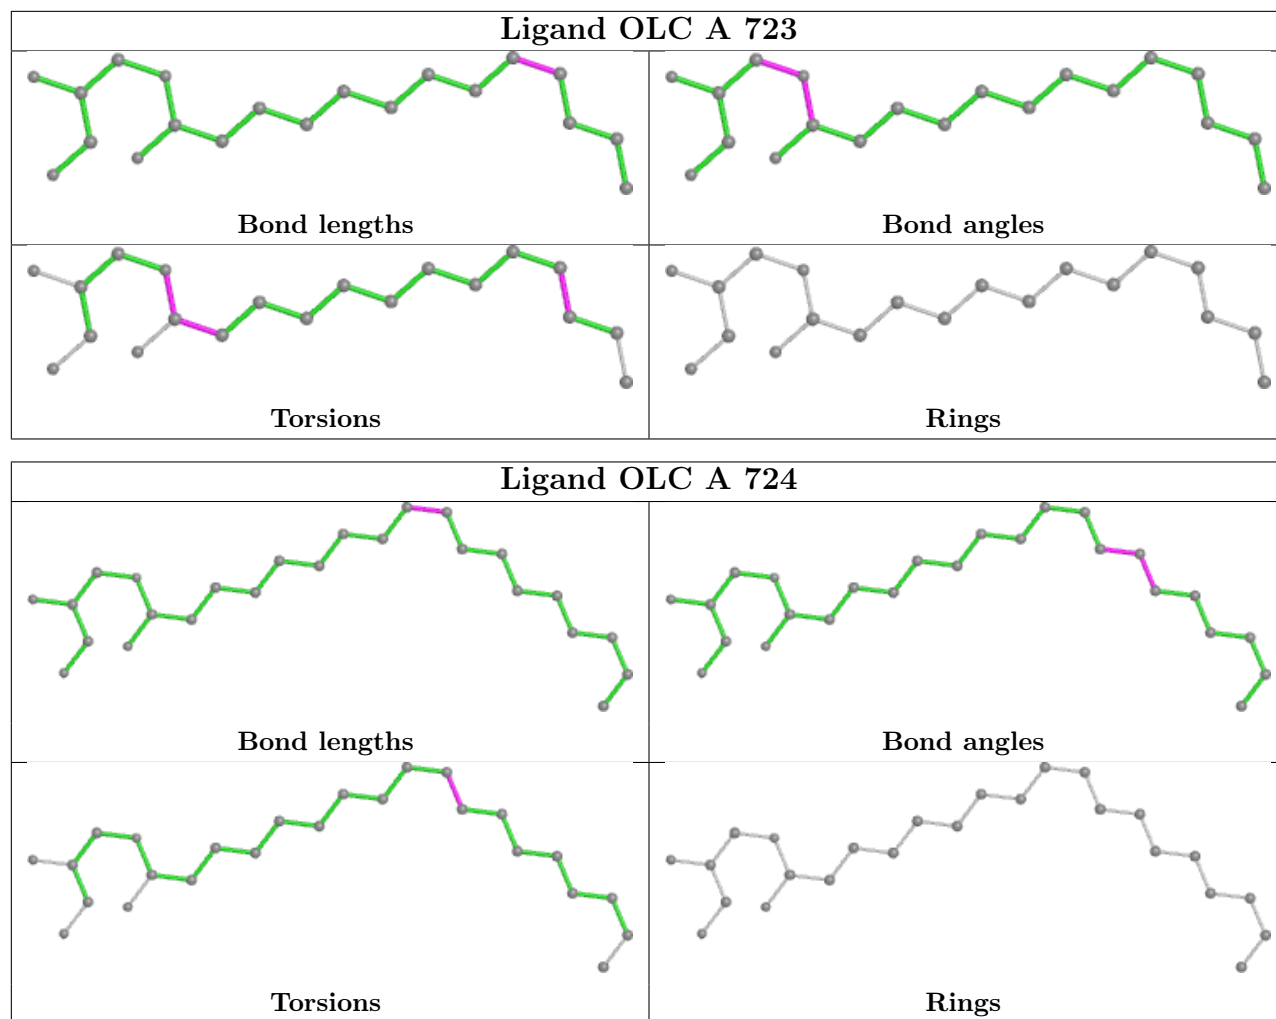 Ligand OLC A 723
Bond lengths
Bond angles
Torsions
Rings
Ligand OLC A 724
Bond lengths
Bond angles
Torsions
Rings